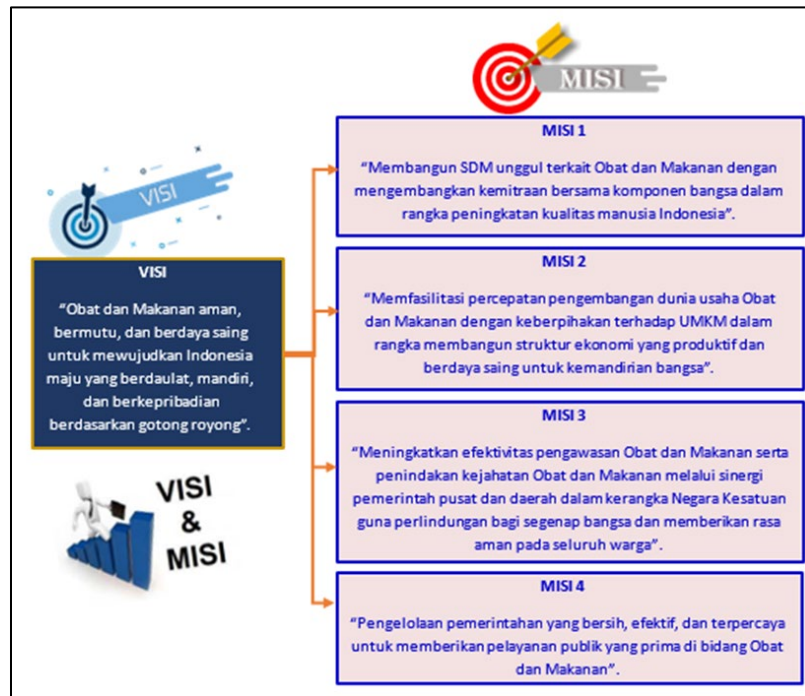 MISI
MISI 1
"Membangun SDM unggul terkait Obat dan Makanan dengan
mengembangkan kemitraan bersama komponen bangsa dalam
rangka peningkatan kualitas manusia Indonesia".
VISI
VISI
"Obat dan Makanan aman,
bermutu, dan berdaya saing
untuk mewujudkan Indonesia
maju yang berdaulat, mandiri,
dan berkepribadian
berdasarkan gotong royong".
MISI 2
"Memfasilitasi percepatan pengembangan dunia usaha Obat
dan Makanan dengan keberpihakan terhadap UMKM dalam
rangka membangun struktur ekonomi yang produktif dan
berdaya saing untuk kemandirian bangsa".
MISI 3
"Meningkatkan efektivitas pengawasan Obat dan Makanan serta
penindakan kejahatan Obat dan Makanan melalui sinergi
pemerintah pusat dan daerah dalam kerangka Negara Kesatuan
guna perlindungan bagi segenap bangsa dan memberikan rasa
aman pada seluruh warga".
VISI
&
MISI
MISI 4
"Pengelolaan pemerintahan yang bersih, efektif, dan terpercaya
untuk memberikan pelayanan publik yang prima di bidang Obat
dan Makanan".